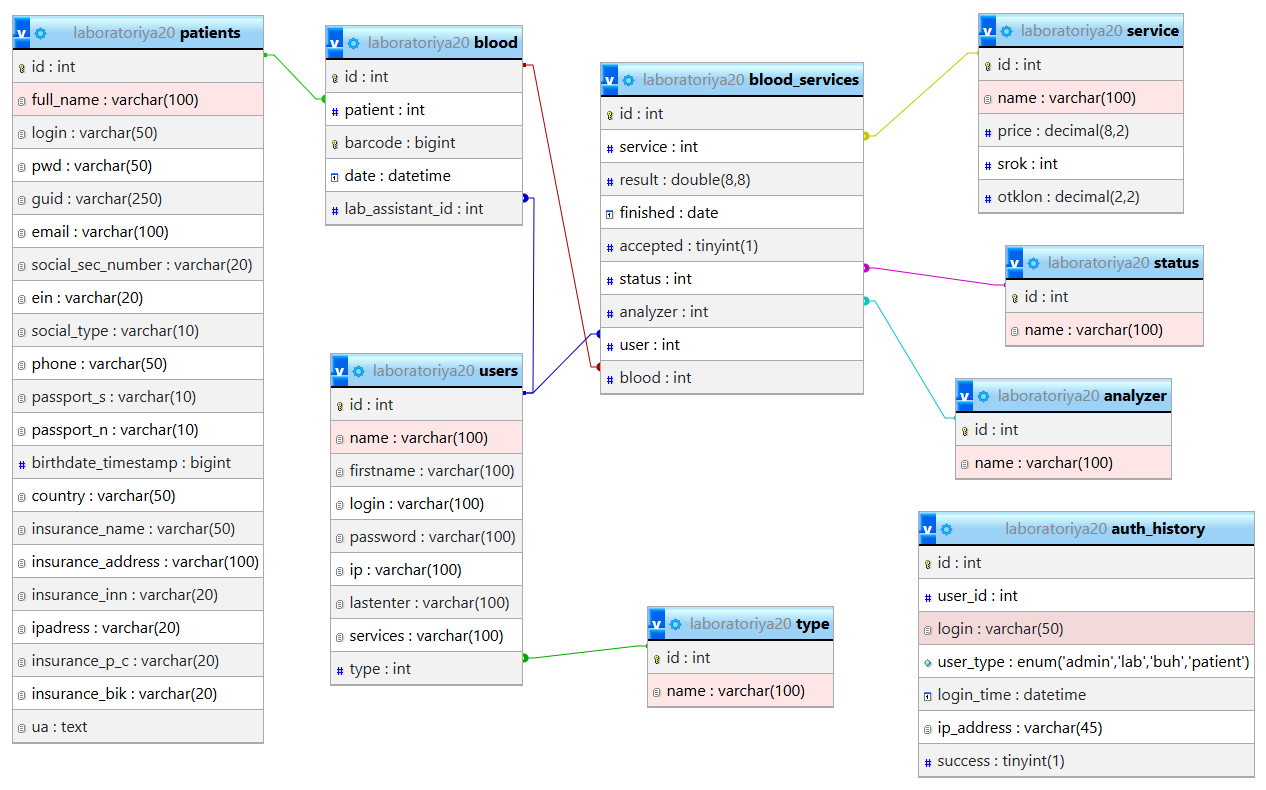 laboratoriya20 patients
id : int
full_name : varchar(100)
login : varchar(50)
pwd : varchar(50)
guid : varchar(250)
email : varchar(100)
social_sec_number : varchar(20)
ein : varchar(20)
social_type : varchar(10)
phone : varchar(50)
passport_s : varchar(10)
passport_n : varchar(10)
birthdate_timestamp : bigint
country : varchar(50)
insurance_name : varchar(50)
insurance_address : varchar(100)
insurance_inn : varchar(20)
ipadress : varchar(20)
insurance_p_c : varchar(20)
insurance_bik : varchar(20)
ua : text
laboratoriya20 blood
id : int
patient : int
barcode : bigint
date : datetime
lab_assistant_id : int
laboratoriya20 users
id : int
name : varchar(100)
firstname : varchar(100)
login : varchar(100)
password : varchar(100)
ip : varchar(100)
lastenter : varchar(100)
services : varchar(100)
type : int
laboratoriya20 blood_services
id : int
service : int
result : double(8,8)
finished : date
accepted : tinyint(1)
status : int
analyzer : int
user : int
blood : int
laboratoriya20 type
id : int
name : varchar(100)
laboratoriya20 service
id : int
name : varchar(100)
price : decimal(8,2)
srok : int
otklon : decimal(2,2)
laboratoriya20 status
id : int
name : varchar(100)
laboratoriya20 analyzer
id : int
name : varchar(100)
laboratoriya20 auth_history
id : int
user_id : int
login : varchar(50)
user_type : enum('admin','lab','buh','patient')
login_time : datetime
ip_address : varchar(45)
success : tinyint(1)